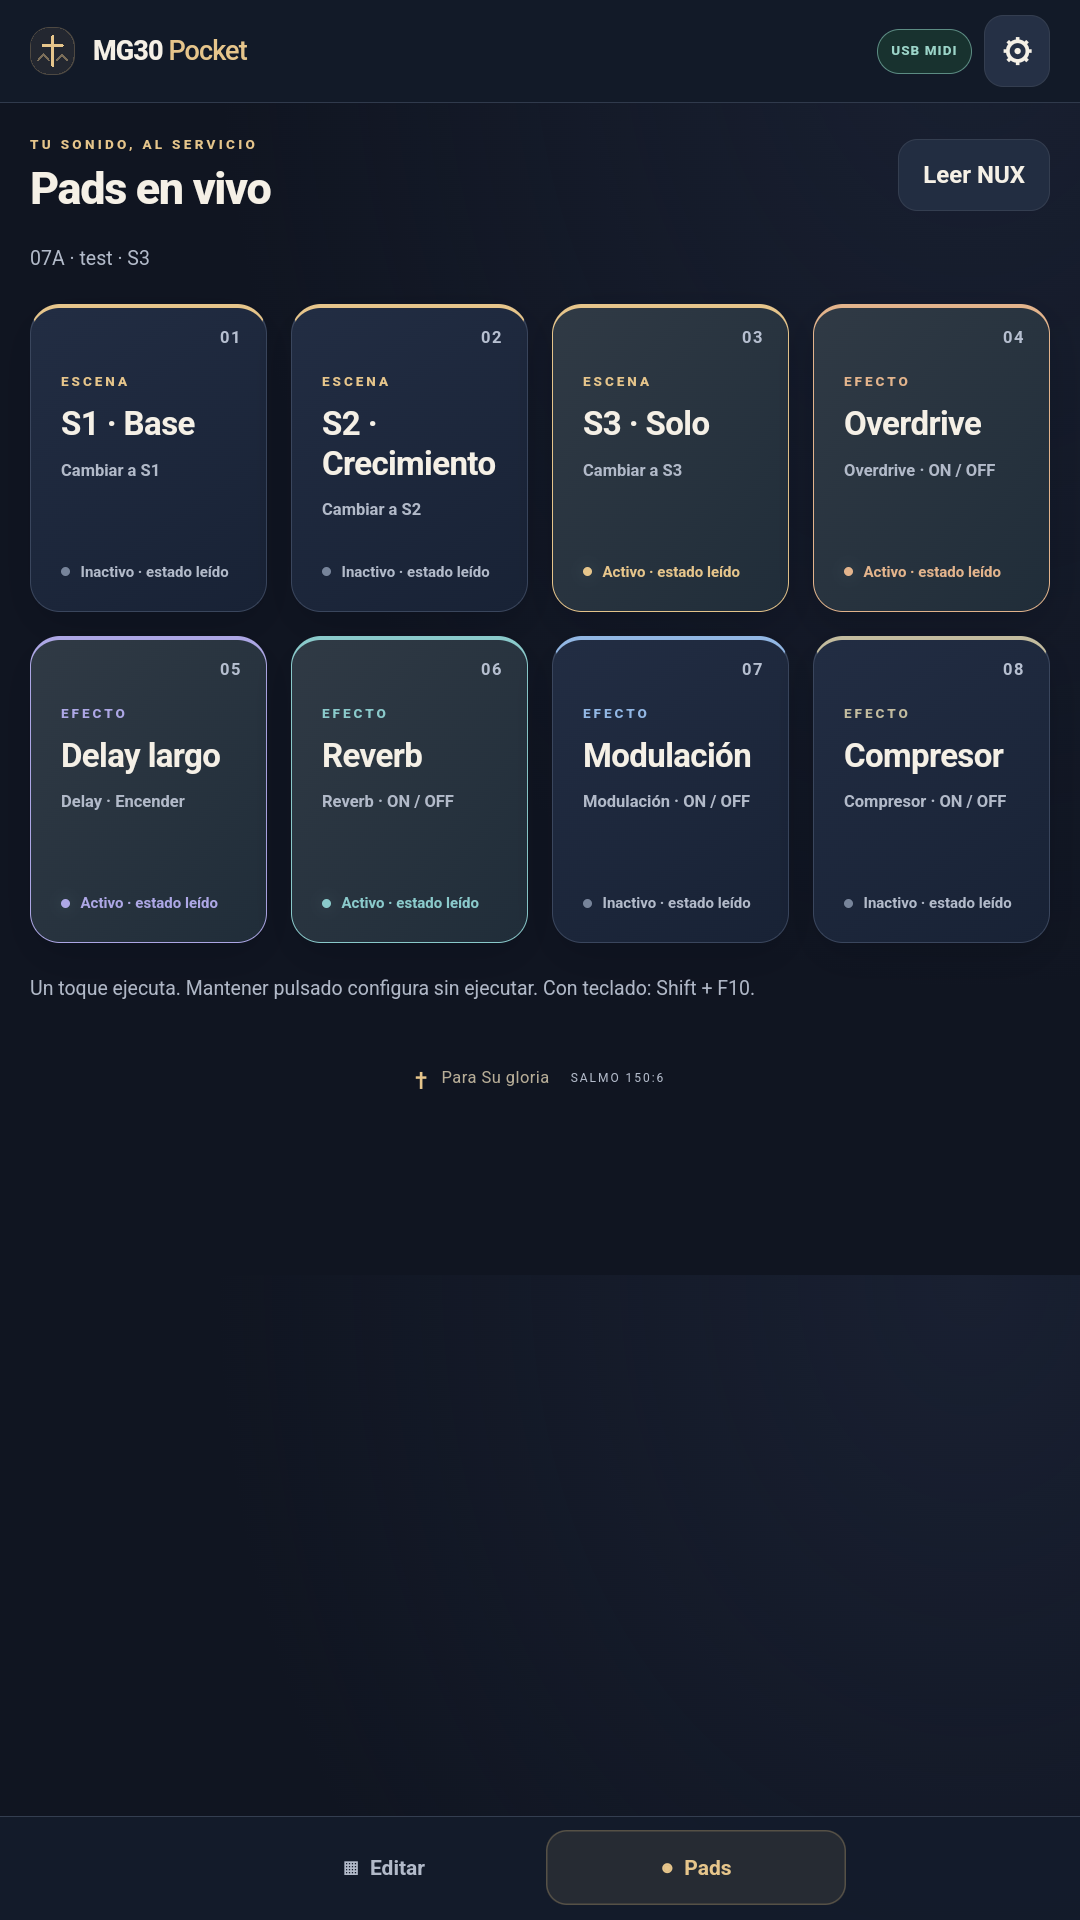 MG30 Pocket
USB MIDI
TU SONIDO, AL SERVICIO
Pads en vivo
Leer NUX
07A · test · S3
01
ESCENA
S1 · Base
Cambiar a S1
Inactivo · estado leído
02
ESCENA
S2 ·
Crecimiento
Cambiar a S2
Inactivo · estado leído
03
ESCENA
S3 · Solo
Cambiar a S3
Activo · estado leído
04
EFECTO
Overdrive
Overdrive · ON / OFF
Activo · estado leído
05
EFECTO
Delay largo
Delay · Encender
Activo · estado leído
06
EFECTO
Reverb
Reverb · ON / OFF
Activo · estado leído
07
EFECTO
Modulación
Modulación · ON / OFF
Inactivo · estado leído
08
EFECTO
Compresor
Compresor · ON / OFF
Inactivo · estado leído
Un toque ejecuta. Mantener pulsado configura sin ejecutar. Con teclado: Shift + F10.
✝ Para Su gloria SALMO 150:6
▦ Editar
● Pads